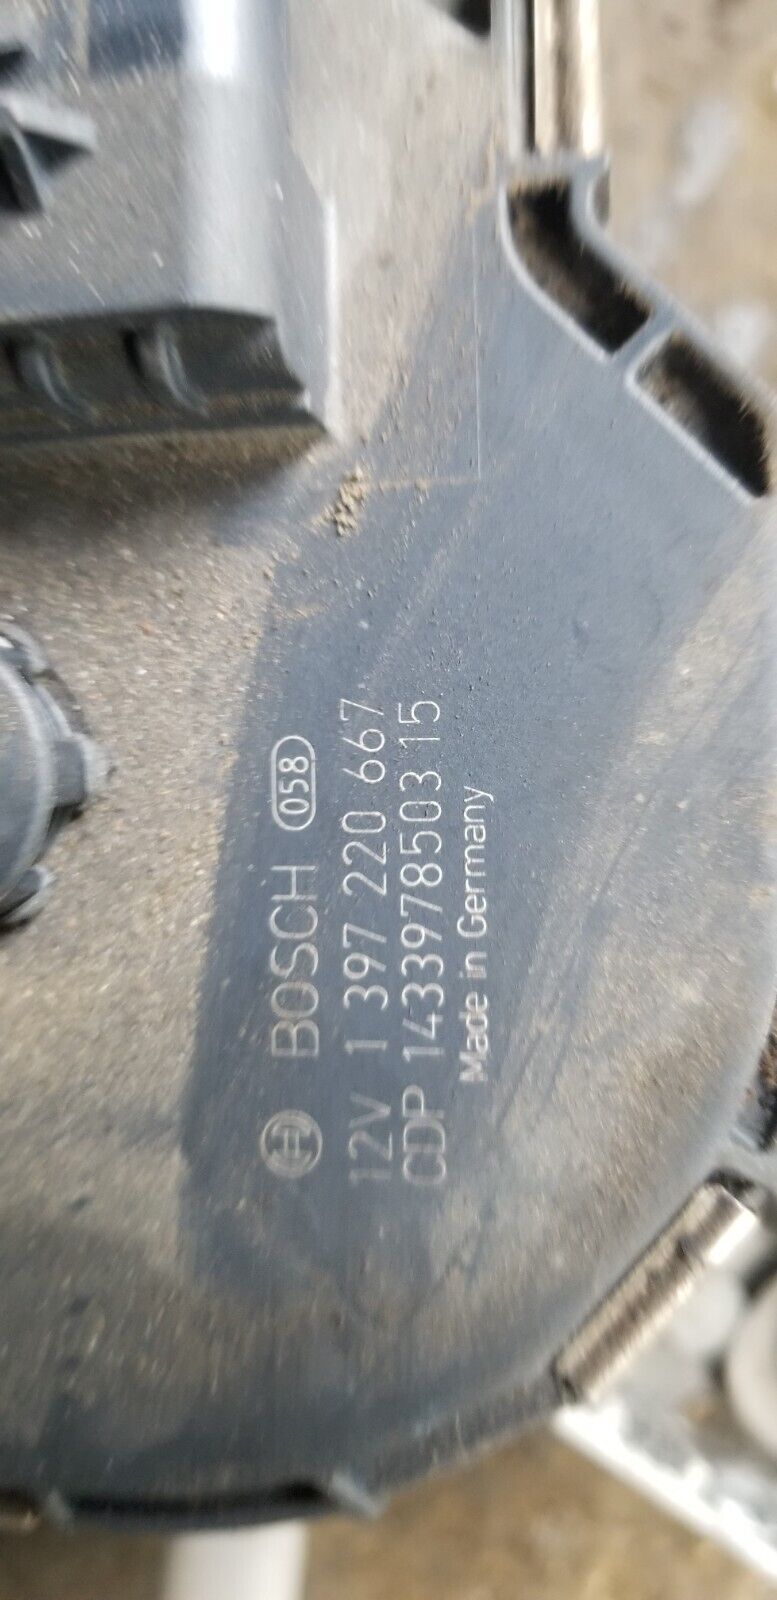 BOSCH 058
12V 1 397 220 667
CDP 1433978503 15
Made in Germany